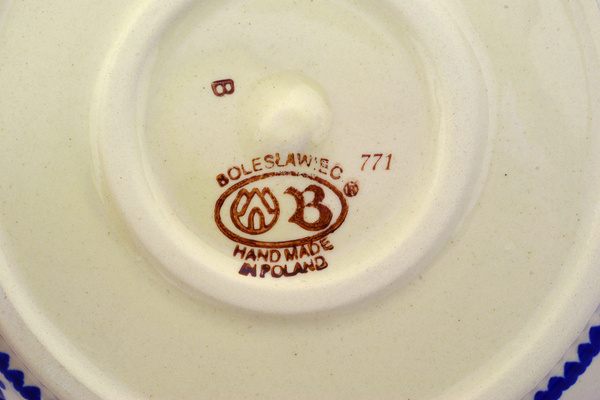 B
BOLESŁAWIEC 771
B ®
HAND MADE
IN POLAND